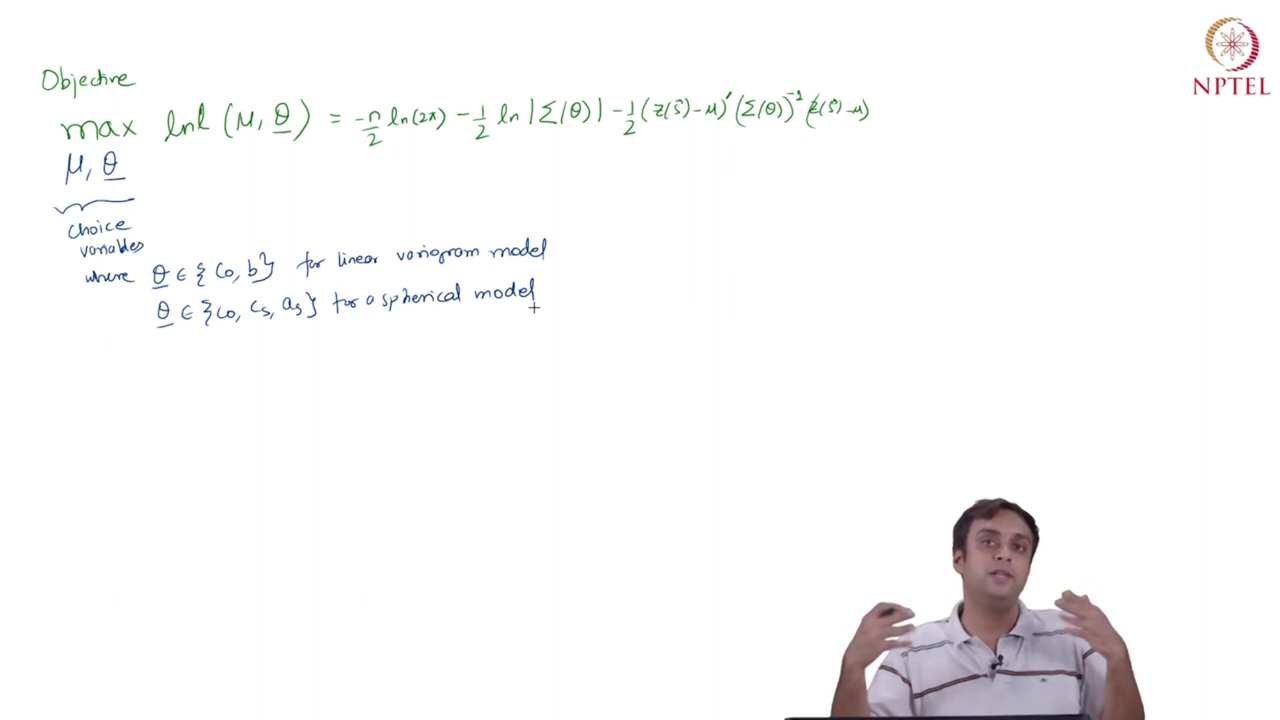 NPTEL
Objective
max lnl (μ, θ) = -n/2 ln(2π) - 1/2 ln |Σ(θ)| - 1/2 (z(s) - μ)' (Σ(θ))⁻¹ (z(s) - μ)
μ, θ
choice
variables
where θ ∈ {c₀, b} for linear variogram model
θ ∈ {c₀, cₛ, aₛ} for a spherical model